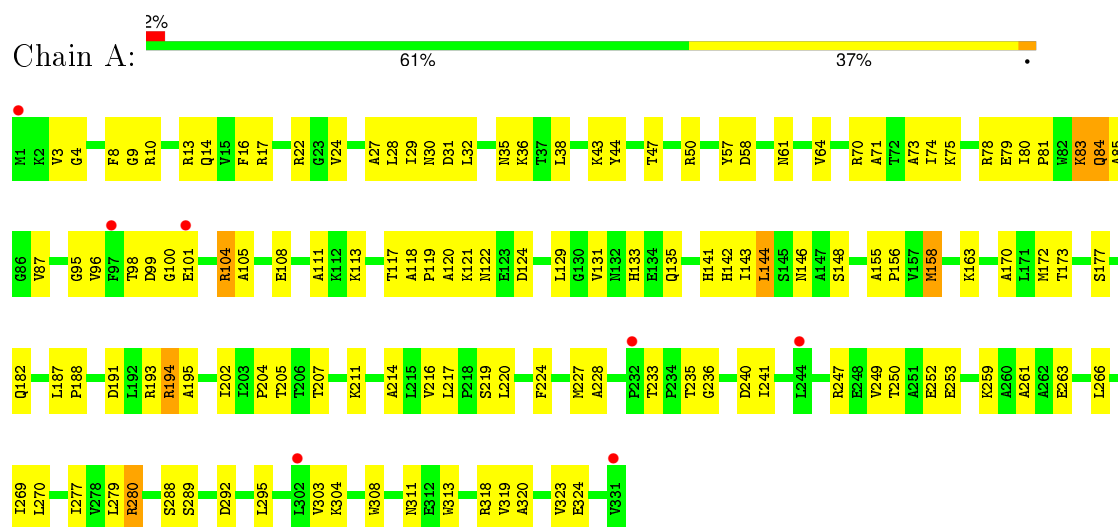 2%
Chain A:
61% 37% •
M1 K2 V3 G4 F8 G9 R10 R13 Q14 V15 F16 R17 R22 G23 V24 A27 L28 I29 N30 D31 L32 N35 K36 T37 L38 K43 Y44 T47 R50 Y57 D58 N61 V64 R70 A71 T72 A73 I74 K75 R78 E79 I80 P81 W82 K83 Q84 A85
G86 V87 G95 V96 F97 T98 D99 G100 E101 R104 A105 E108 A111 K112 K113 T117 A118 P119 A120 K121 N122 E123 D124 L129 G130 V131 N132 H133 E134 Q135 H141 H142 I143 L144 S145 N146 A147 S148 A155 P156 V157 M158 K163 A170 L171 M172 T173 S177
Q182 L187 P188 D191 L192 R193 R194 A195 I202 I203 P204 T205 T206 T207 K211 A214 L215 V216 L217 P218 S219 L220 F224 M227 A228 P232 T233 P234 T235 G236 D240 I241 L244 R247 E248 V249 T250 A251 E252 E253 K259 A260 A261 A262 E263 L266
I269 L270 I277 V278 L279 R280 S288 S289 D292 L295 L302 V303 K304 W308 N311 E312 W313 R318 V319 A320 V323 E324 V331